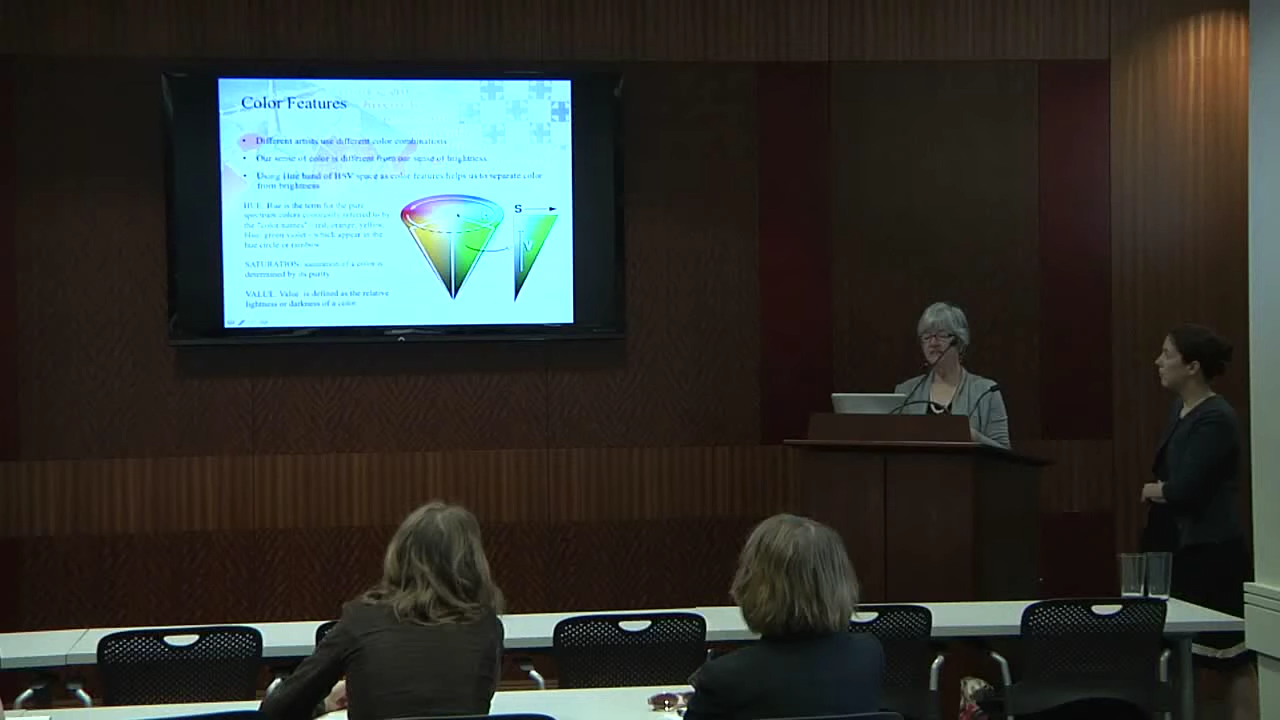 Color Features
• Different artists use different color combinations
• Our sense of color is different from our sense of brightness
• Using Hue band of HSV space as color features helps us to separate color
from brightness
HUE: Hue is the term for the pure
spectrum colors commonly referred to by
the "color names" - red, orange, yellow,
blue, green violet - which appear in the
hue circle or rainbow
SATURATION: saturation of a color is
determined by its purity
VALUE: Value is defined as the relative
lightness or darkness of a color
S
V